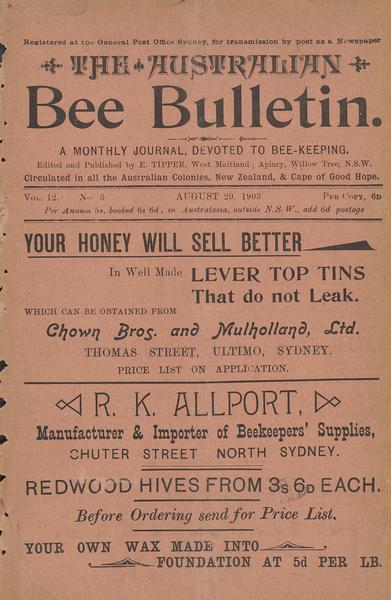 Registered at the General Post Office Sydney, for transmission by post as a Newspaper
THE AUSTRALIAN
Bee Bulletin.
A MONTHLY JOURNAL, DEVOTED TO BEE-KEEPING.
Edited and Published by E. TIPPER, West Maitland; Apiary, Willow Tree, N.S.W.
Circulated in all the Australian Colonies, New Zealand, & Cape of Good Hope.
VOL. 12. No. 5 AUGUST 29, 1903 PER COPY, 6D
Per Annum 5s, booked 6s 6d, in Australasia, outside N.S.W., add 6d postage
YOUR HONEY WILL SELL BETTER
In Well Made LEVER TOP TINS
That do not Leak.
WHICH CAN BE OBTAINED FROM
Chown Bros. and Mulholland, Ltd.
THOMAS STREET, ULTIMO, SYDNEY.
PRICE LIST ON APPLICATION.
R. K. ALLPORT,
Manufacturer & Importer of Beekeepers' Supplies,
CHUTER STREET NORTH SYDNEY.
REDWOOD HIVES FROM 3s 6D EACH.
Before Ordering send for Price List.
YOUR OWN WAX MADE INTO
FOUNDATION AT 5d PER LB.